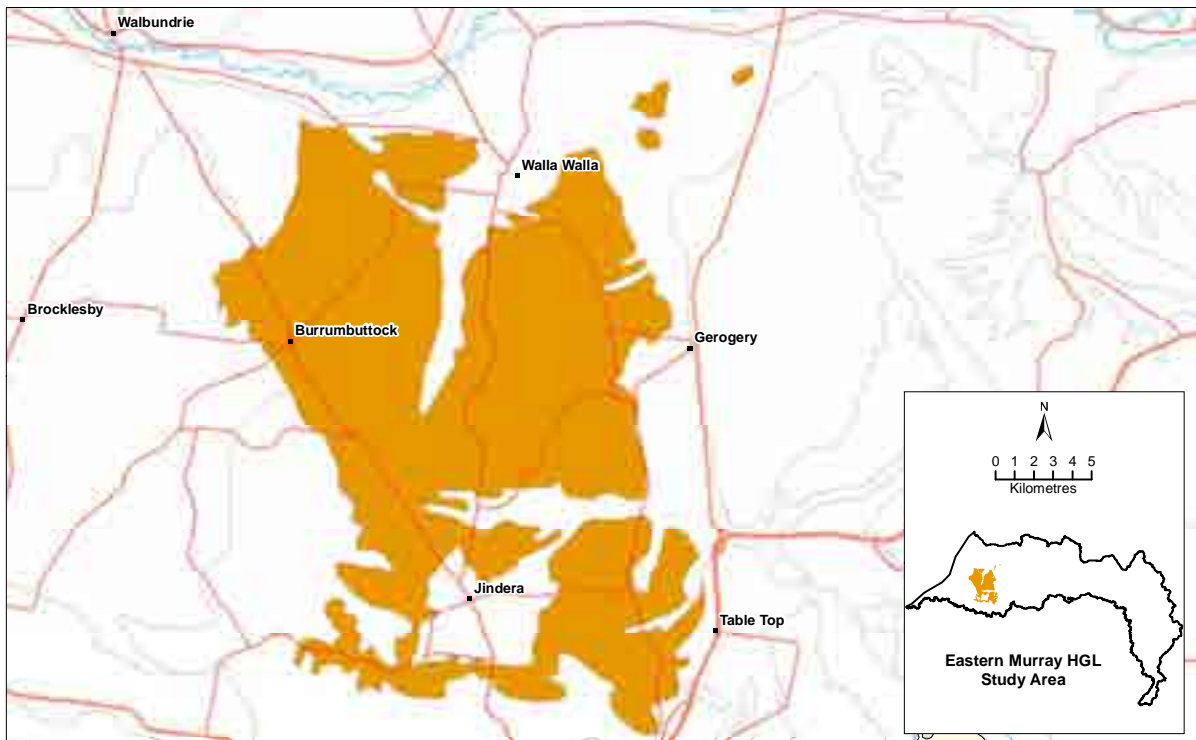 Walbundrie
Walla Walla
Brocklesby
Burrumbuttock
Gerogery
Jindera
Table Top
N
0 1 2 3 4 5
Kilometres
Eastern Murray HGL
Study Area